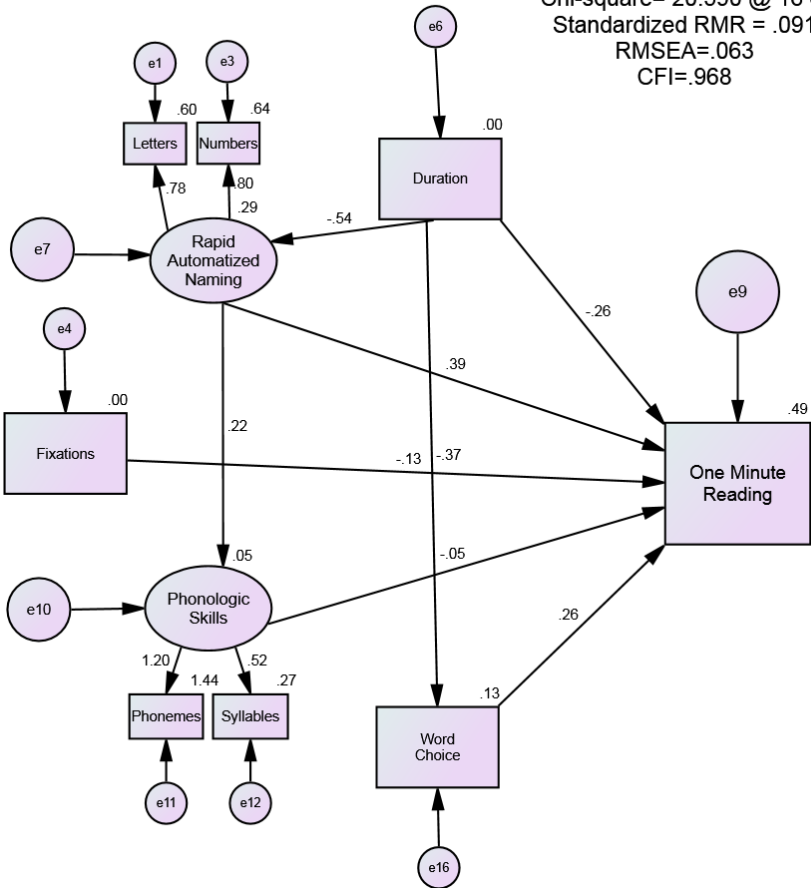 Standardized RMR = .091
RMSEA=.063
CFI=.968
e6
e1
e3
.60
.64
.00
Letters
Numbers
Duration
.78
.80
.29
-.54
e7
Rapid
Automatized
Naming
e9
-.26
e4
.39
.00
.49
Fixations
.22
-.13
-.37
One Minute
Reading
.05
-.05
e10
Phonologic
Skills
.26
1.20
.52
1.44
.27
.13
Phonemes
Syllables
Word
Choice
e11
e12
e16